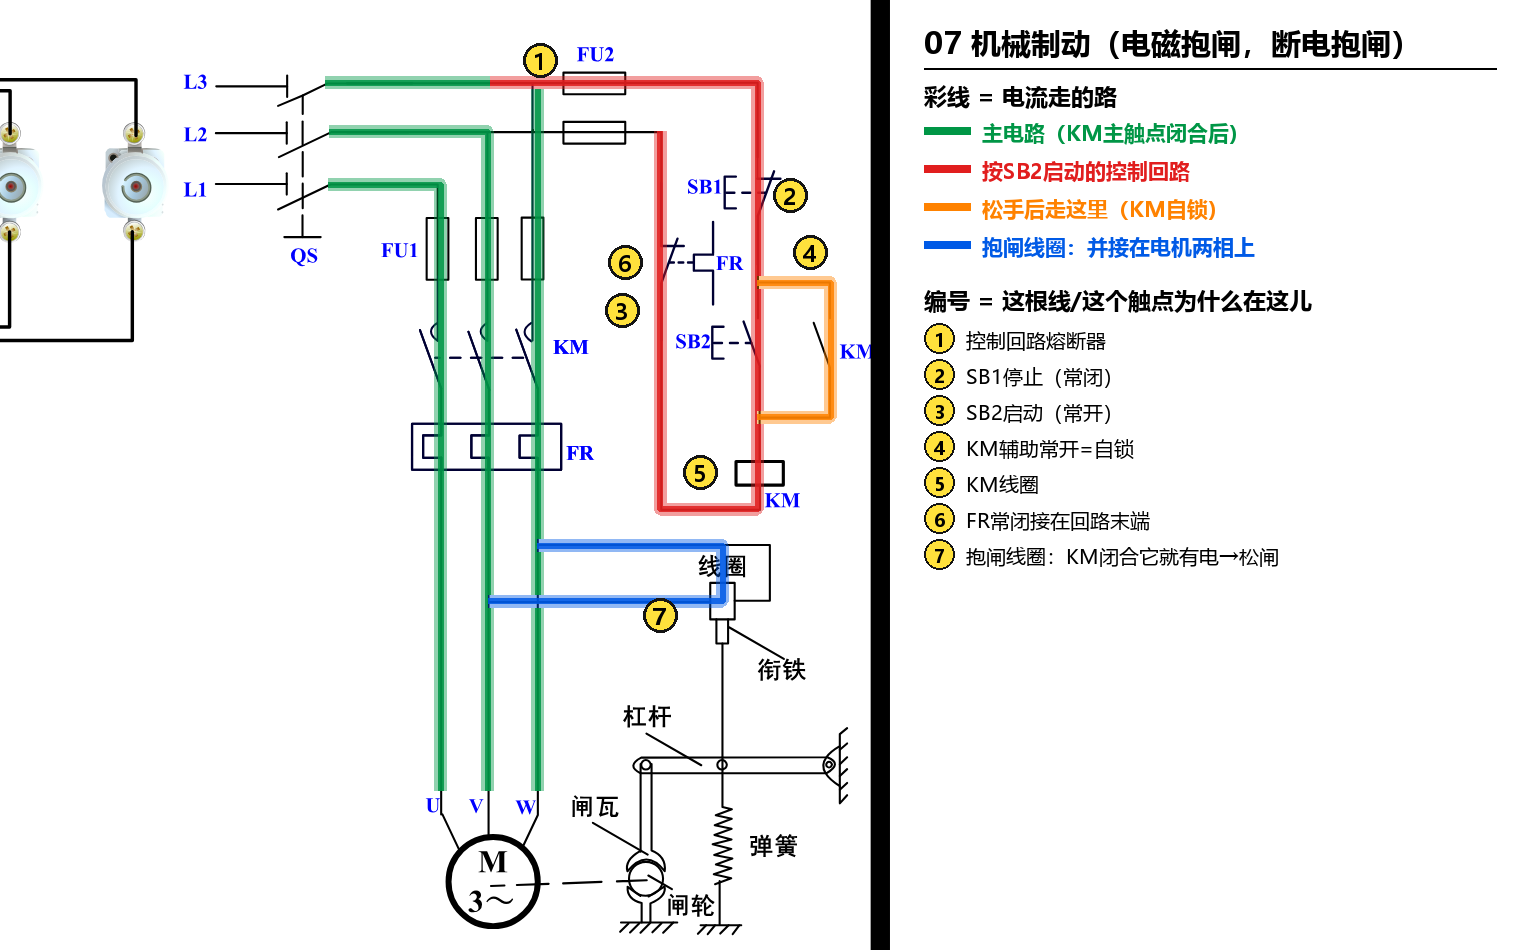 07 机械制动（电磁抱闸，断电抱闸）
彩线 = 电流走的路
主电路（KM主触点闭合后）
按SB2启动的控制回路
松手后走这里（KM自锁）
抱闸线圈：并接在电机两相上
编号 = 这根线/这个触点为什么在这儿
1 控制回路熔断器
2 SB1停止（常闭）
3 SB2启动（常开）
4 KM辅助常开=自锁
5 KM线圈
6 FR常闭接在回路末端
7 抱闸线圈：KM闭合它就有电→松闸
1
FU2
L3
L2
L1
QS
FU1
SB1
2
4
6
FR
3
SB2
KM
KM
FR
5
KM
线圈
7
衔铁
杠杆
U
V
W
闸瓦
弹簧
M
3～
闸轮